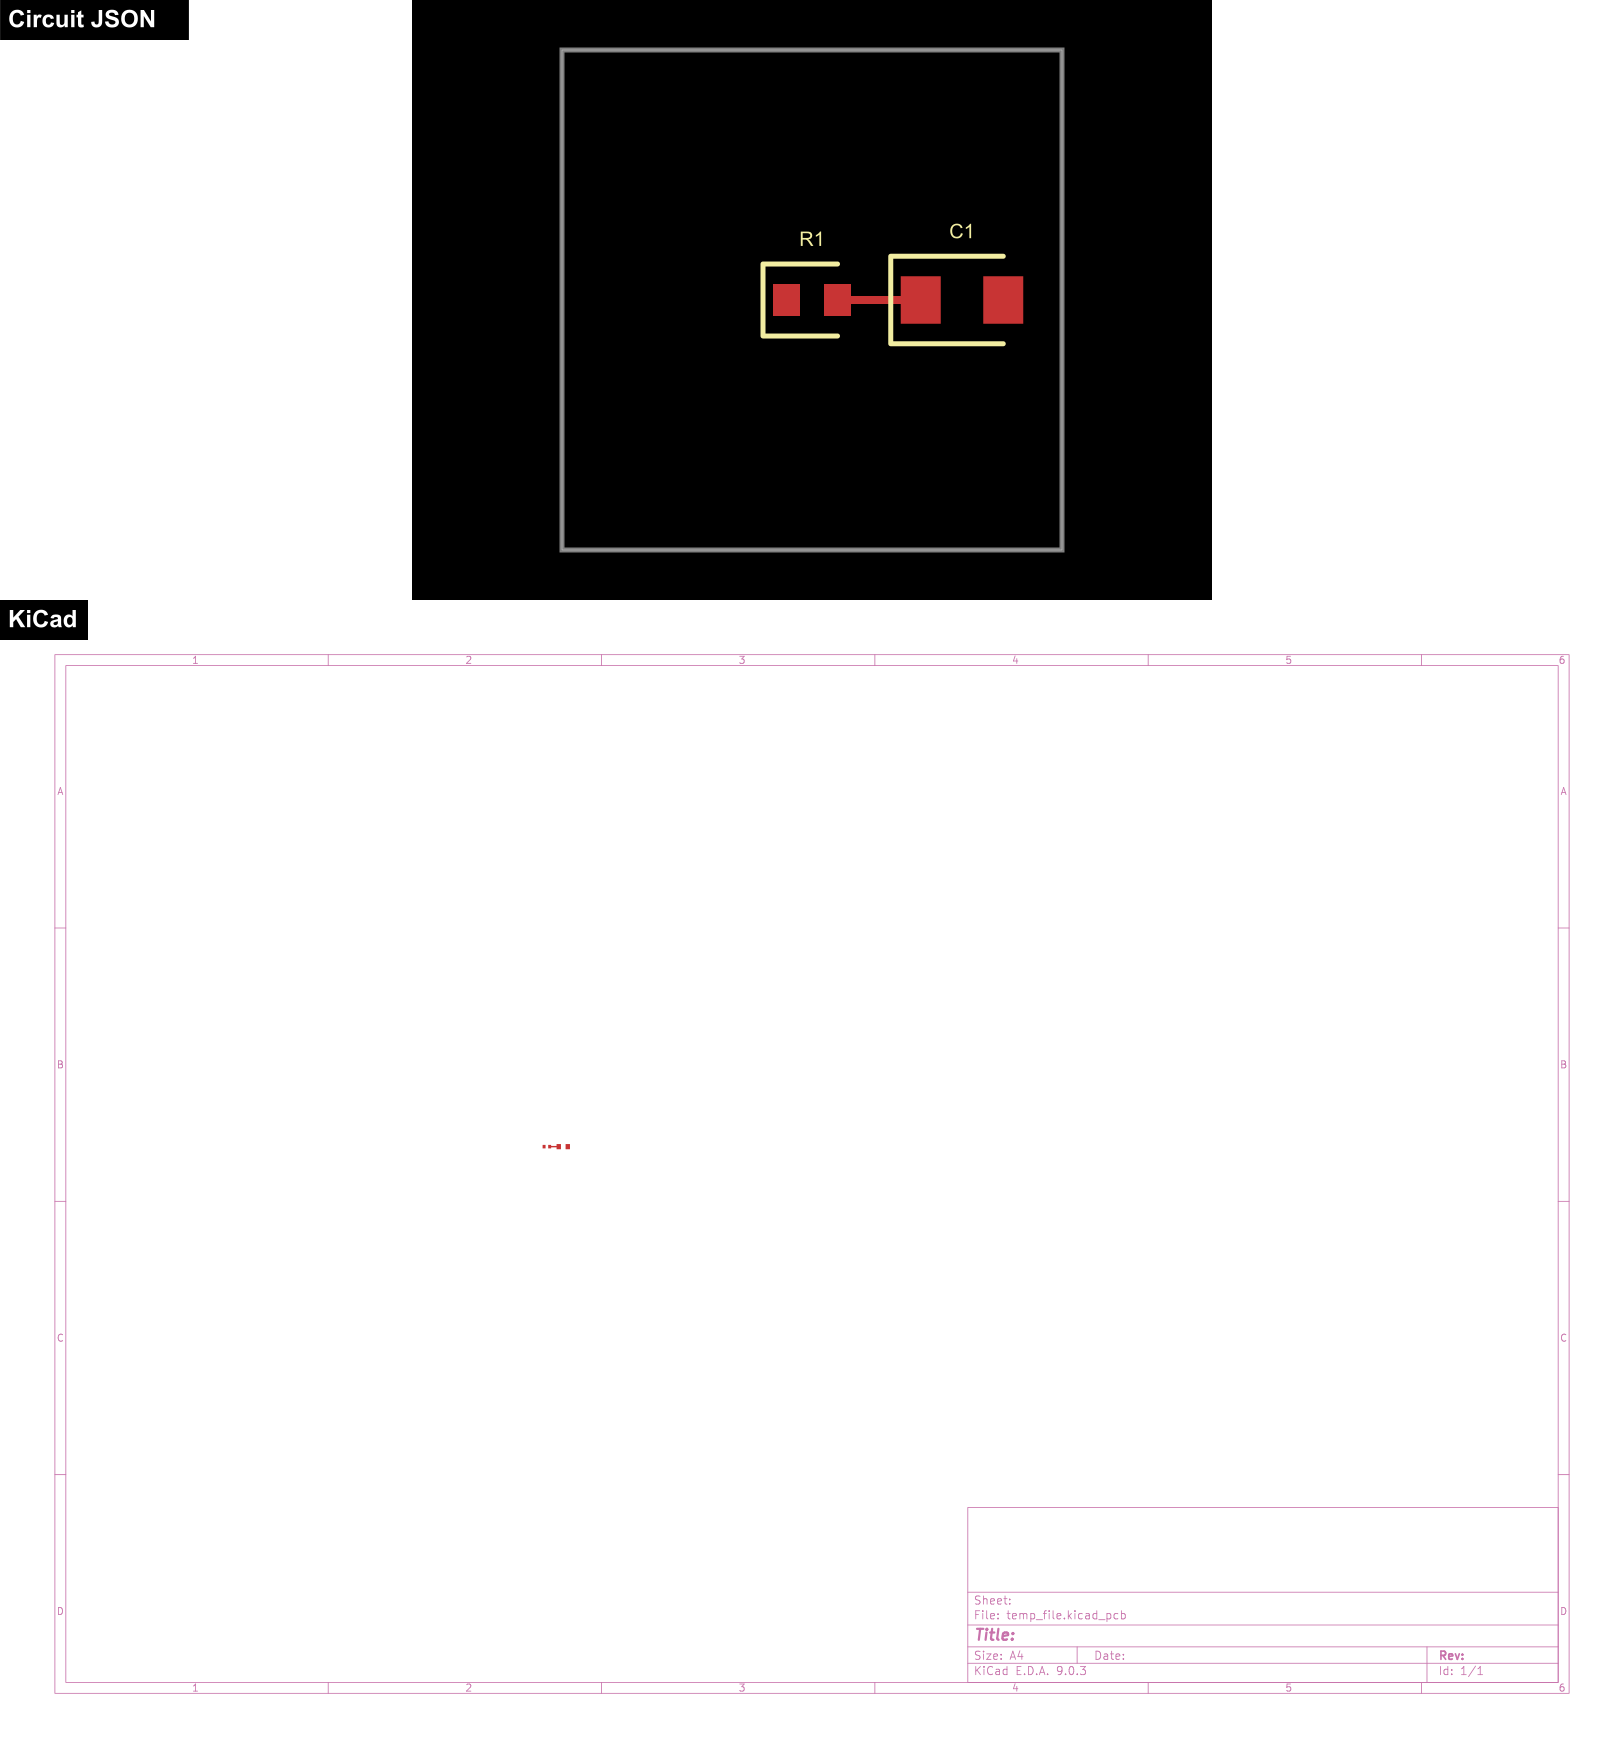 Circuit JSON
R1
C1
KiCad
1 2 3 4 5 6
A A
B B
C C
D D
Sheet:
File: temp_file.kicad_pcb
Title:
Size: A4 Date: Rev:
KiCad E.D.A. 9.0.3 Id: 1/1
1 2 3 4 5 6